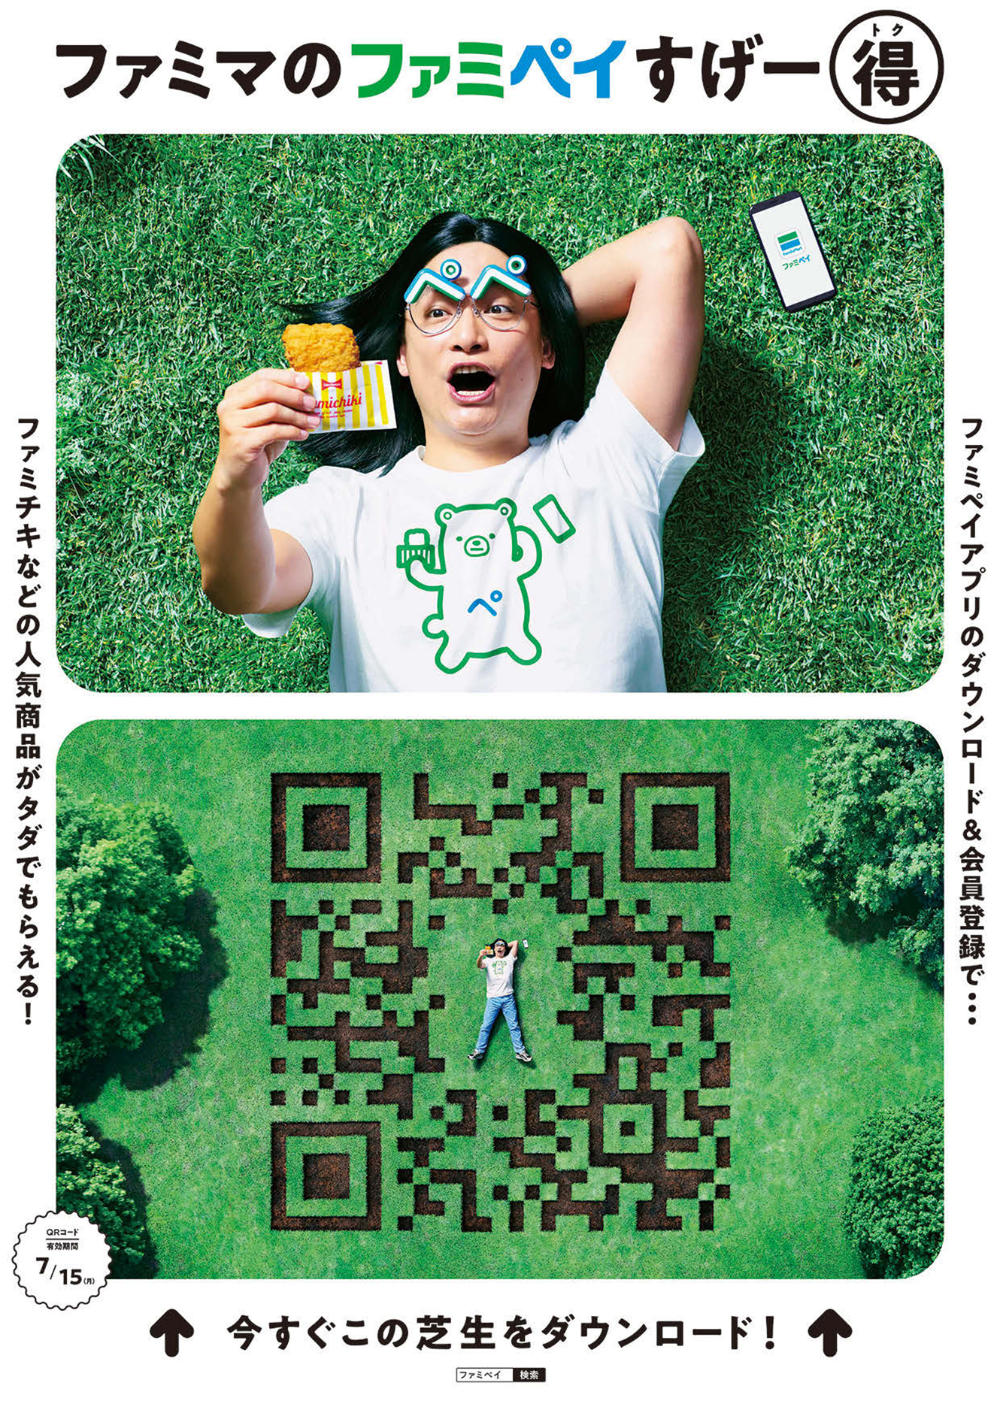 ファミマのファミペイすげー得
トク
ペペ
FamilyMart
ファミペイ
michiki
ペ
ファミペイアプリのダウンロード&会員登録で…
ファミチキなどの人気商品がタダでもらえる!
QRコード
有効期間
7/15(月)
今すぐこの芝生をダウンロード!
ファミペイ 検索